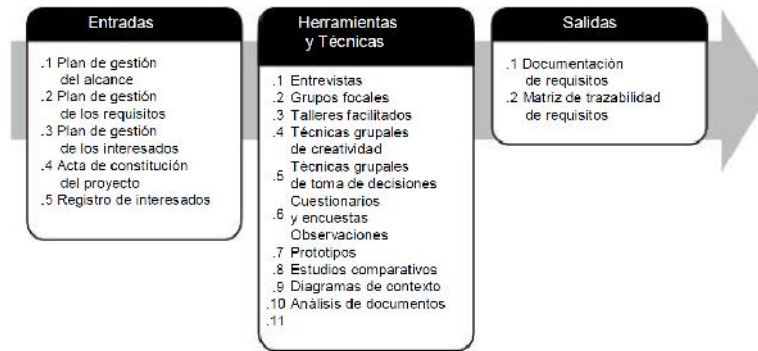 Entradas
.1 Plan de gestión
del alcance
.2 Plan de gestión
de los requisitos
.3 Plan de gestión
de los interesados
.4 Acta de constitución
del proyecto
.5 Registro de interesados
Herramientas
y Técnicas
.1 Entrevistas
.2 Grupos focales
.3 Talleres facilitados
.4 Técnicas grupales
de creatividad
Técnicas grupales
.5 de toma de decisiones
Cuestionarios
.6 y encuestas
Observaciones
.7 Prototipos
.8 Estudios comparativos
.9 Diagramas de contexto
.10 Análisis de documentos
.11
Salidas
.1 Documentación
de requisitos
.2 Matriz de trazabilidad
de requisitos